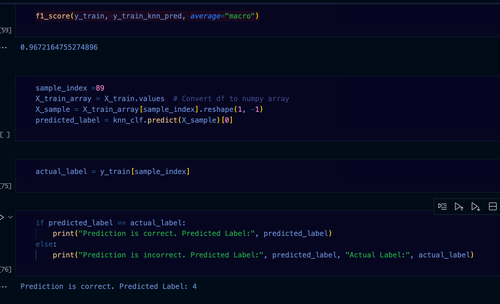 f1_score(y_train, y_train_knn_pred, average="macro")
[59]
... 0.9672164755274896
sample_index =89
X_train_array = X_train.values  # Convert df to numpy array
X_sample = X_train_array[sample_index].reshape(1, -1)
predicted_label = knn_clf.predict(X_sample)[0]
[ ]
actual_label = y_train[sample_index]
[75]
if predicted_label == actual_label:
    print("Prediction is correct. Predicted Label:", predicted_label)
else:
    print("Prediction is incorrect. Predicted Label:", predicted_label, "Actual Label:", actual_label)
[76]
... Prediction is correct. Predicted Label: 4